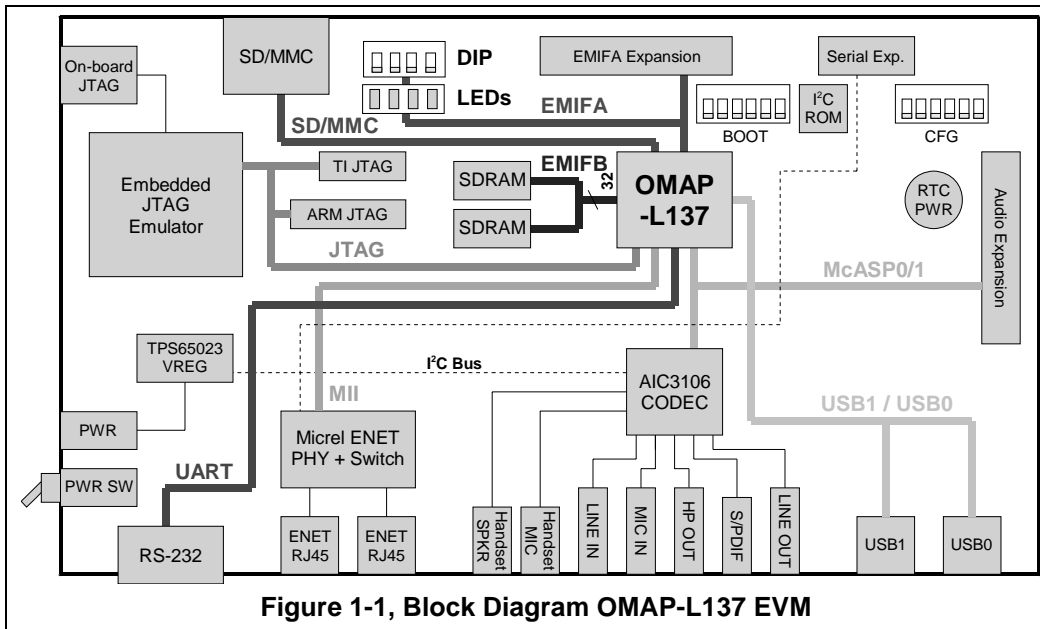 SD/MMC
On-board
JTAG
DIP
LEDs
EMIFA Expansion
Serial Exp.
EMIFA
SD/MMC
BOOT
I²C
ROM
CFG
Embedded
JTAG
Emulator
TI JTAG
ARM JTAG
JTAG
SDRAM
SDRAM
EMIFB
32
OMAP
-L137
RTC
PWR
Audio Expansion
McASP0/1
TPS65023
VREG
I²C Bus
MII
AIC3106
CODEC
USB1 / USB0
PWR
PWR SW
UART
Micrel ENET
PHY + Switch
RS-232
ENET
RJ45
ENET
RJ45
Handset
SPKR
Handset
MIC
LINE IN
MIC IN
HP OUT
S/PDIF
LINE OUT
USB1
USB0
Figure 1-1, Block Diagram OMAP-L137 EVM